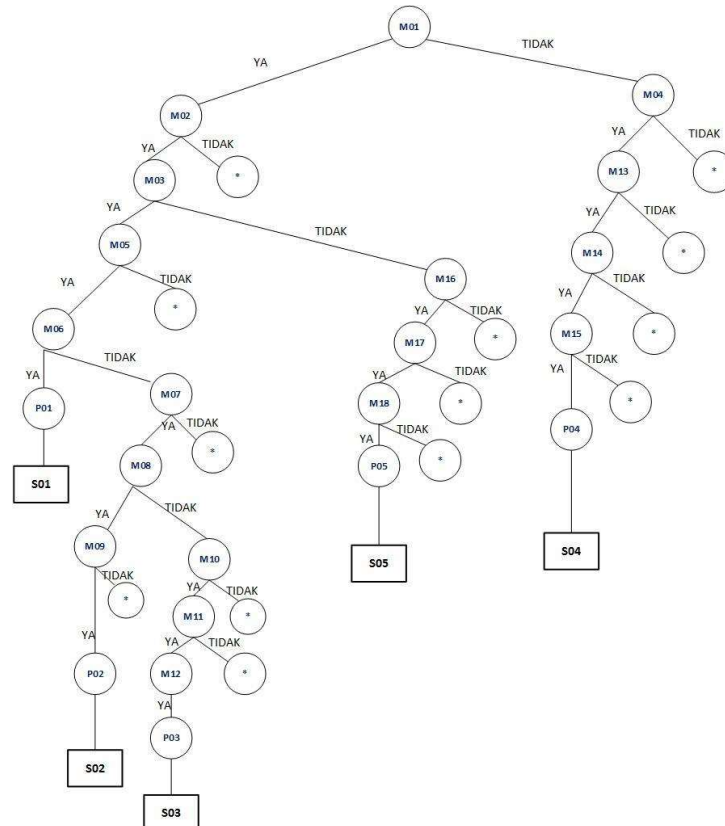 M01
YA
TIDAK
M02
M04
YA
TIDAK
YA
TIDAK
M03
*
M13
*
YA
TIDAK
YA
TIDAK
M05
M16
M14
*
YA
TIDAK
YA
TIDAK
YA
TIDAK
M06
*
M17
*
M15
*
YA
TIDAK
YA
TIDAK
YA
TIDAK
P01
M07
M18
*
P04
*
YA
TIDAK
YA
TIDAK
M08
*
P05
*
S01
YA
TIDAK
M09
M10
S05
S04
TIDAK
YA
TIDAK
*
M11
*
YA
YA
TIDAK
P02
M12
*
YA
P03
S02
S03